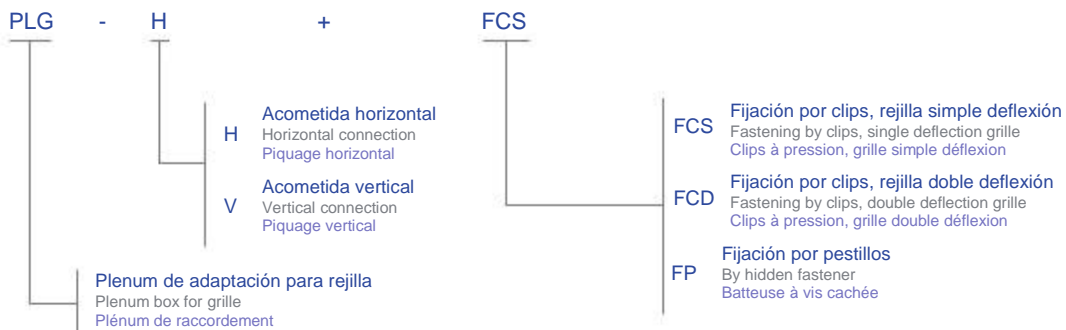 PLG - H + FCS
H
Acometida horizontal
Horizontal connection
Piquage horizontal
V
Acometida vertical
Vertical connection
Piquage vertical
Plenum de adaptación para rejilla
Plenum box for grille
Plénum de raccordement
FCS
Fijación por clips, rejilla simple deflexión
Fastening by clips, single deflection grille
Clips à pression, grille simple déflexion
FCD
Fijación por clips, rejilla doble deflexión
Fastening by clips, double deflection grille
Clips à pression, grille double déflexion
FP
Fijación por pestillos
By hidden fastener
Batteuse à vis cachée